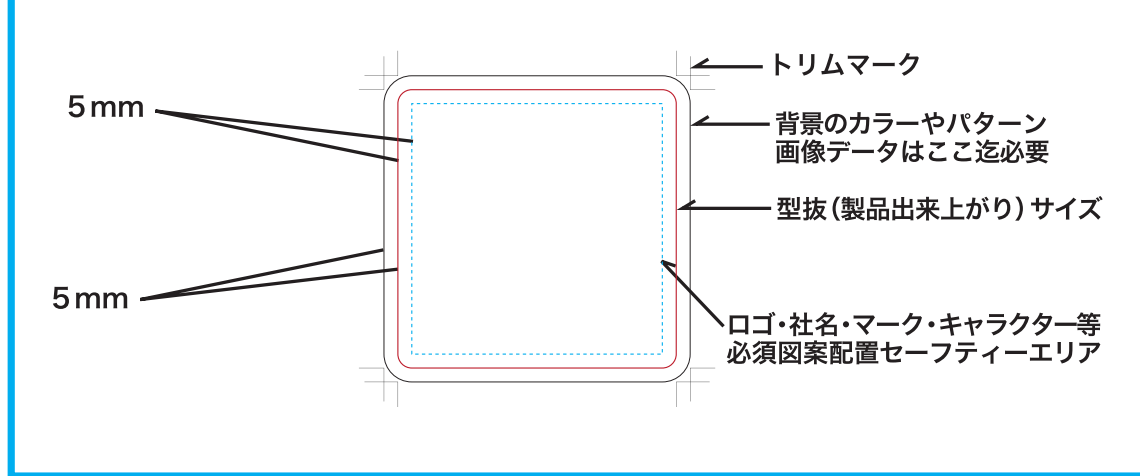 トリムマーク
5mm
背景のカラーやパターン
画像データはここ迄必要
型抜(製品出来上がり)サイズ
5mm
ロゴ・社名・マーク・キャラクター等
必須図案配置セーフティーエリア